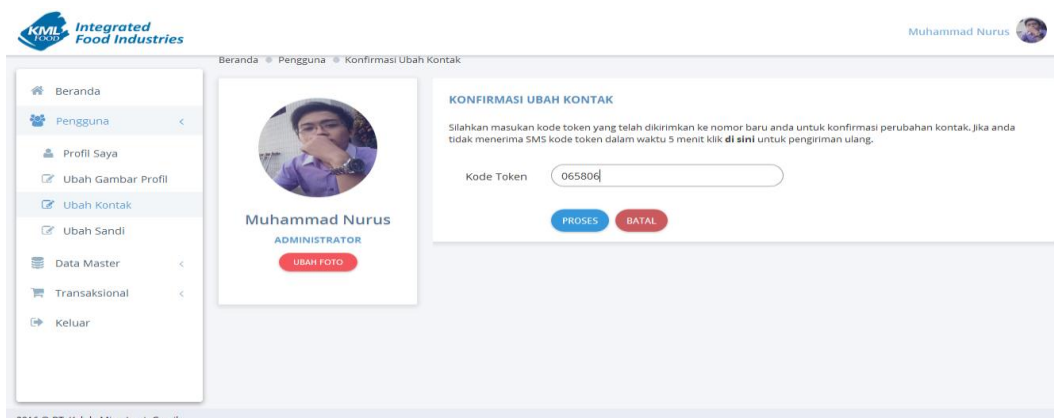 KML
FOOD
Integrated
Food Industries
Muhammad Nurus
Beranda Pengguna Konfirmasi Ubah Kontak
Beranda
Pengguna
Profil Saya
Ubah Gambar Profil
Ubah Kontak
Ubah Sandi
Data Master
Transaksional
Keluar
Muhammad Nurus
ADMINISTRATOR
UBAH FOTO
KONFIRMASI UBAH KONTAK
Silahkan masukan kode token yang telah dikirimkan ke nomor baru anda untuk konfirmasi perubahan kontak. Jika anda
tidak menerima SMS kode token dalam waktu 5 menit klik di sini untuk pengiriman ulang.
Kode Token 065806
PROSES BATAL